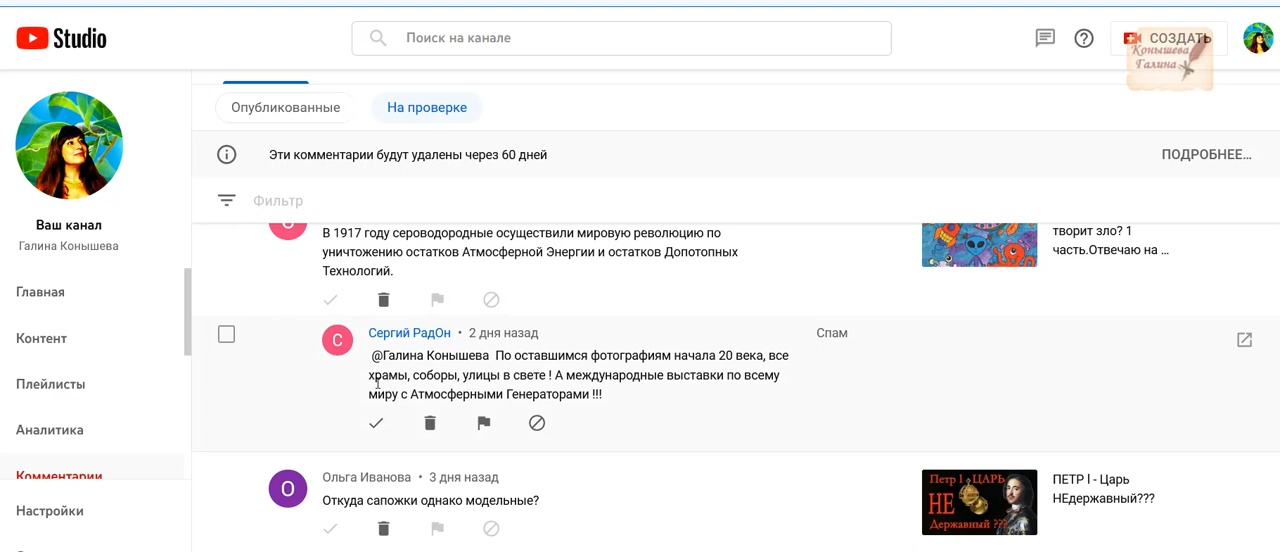 Studio
Поиск на канале
СОЗДАТЬ
Конышева
Галина
Опубликованные
На проверке
Эти комментарии будут удалены через 60 дней
ПОДРОБНЕЕ...
Фильтр
Ваш канал
Галина Конышева
Главная
Контент
Плейлисты
Аналитика
Комментарии
Настройки
В 1917 году сероводородные осуществили мировую революцию по
уничтожению остатков Атмосферной Энергии и остатков Допотопных
Технологий.
творит зло? 1
часть.Отвечаю на ...
С
Сергий РадОн • 2 дня назад
Спам
@Галина Конышева По оставшимся фотографиям начала 20 века, все
храмы, соборы, улицы в свете ! А международные выставки по всему
миру с Атмосферными Генераторами !!!
О
Ольга Иванова • 3 дня назад
Откуда сапожки однако модельные?
Петр I - ЦАРЬ
НЕ
Державный ???
ПЕТР I - Царь
НЕдержавный???